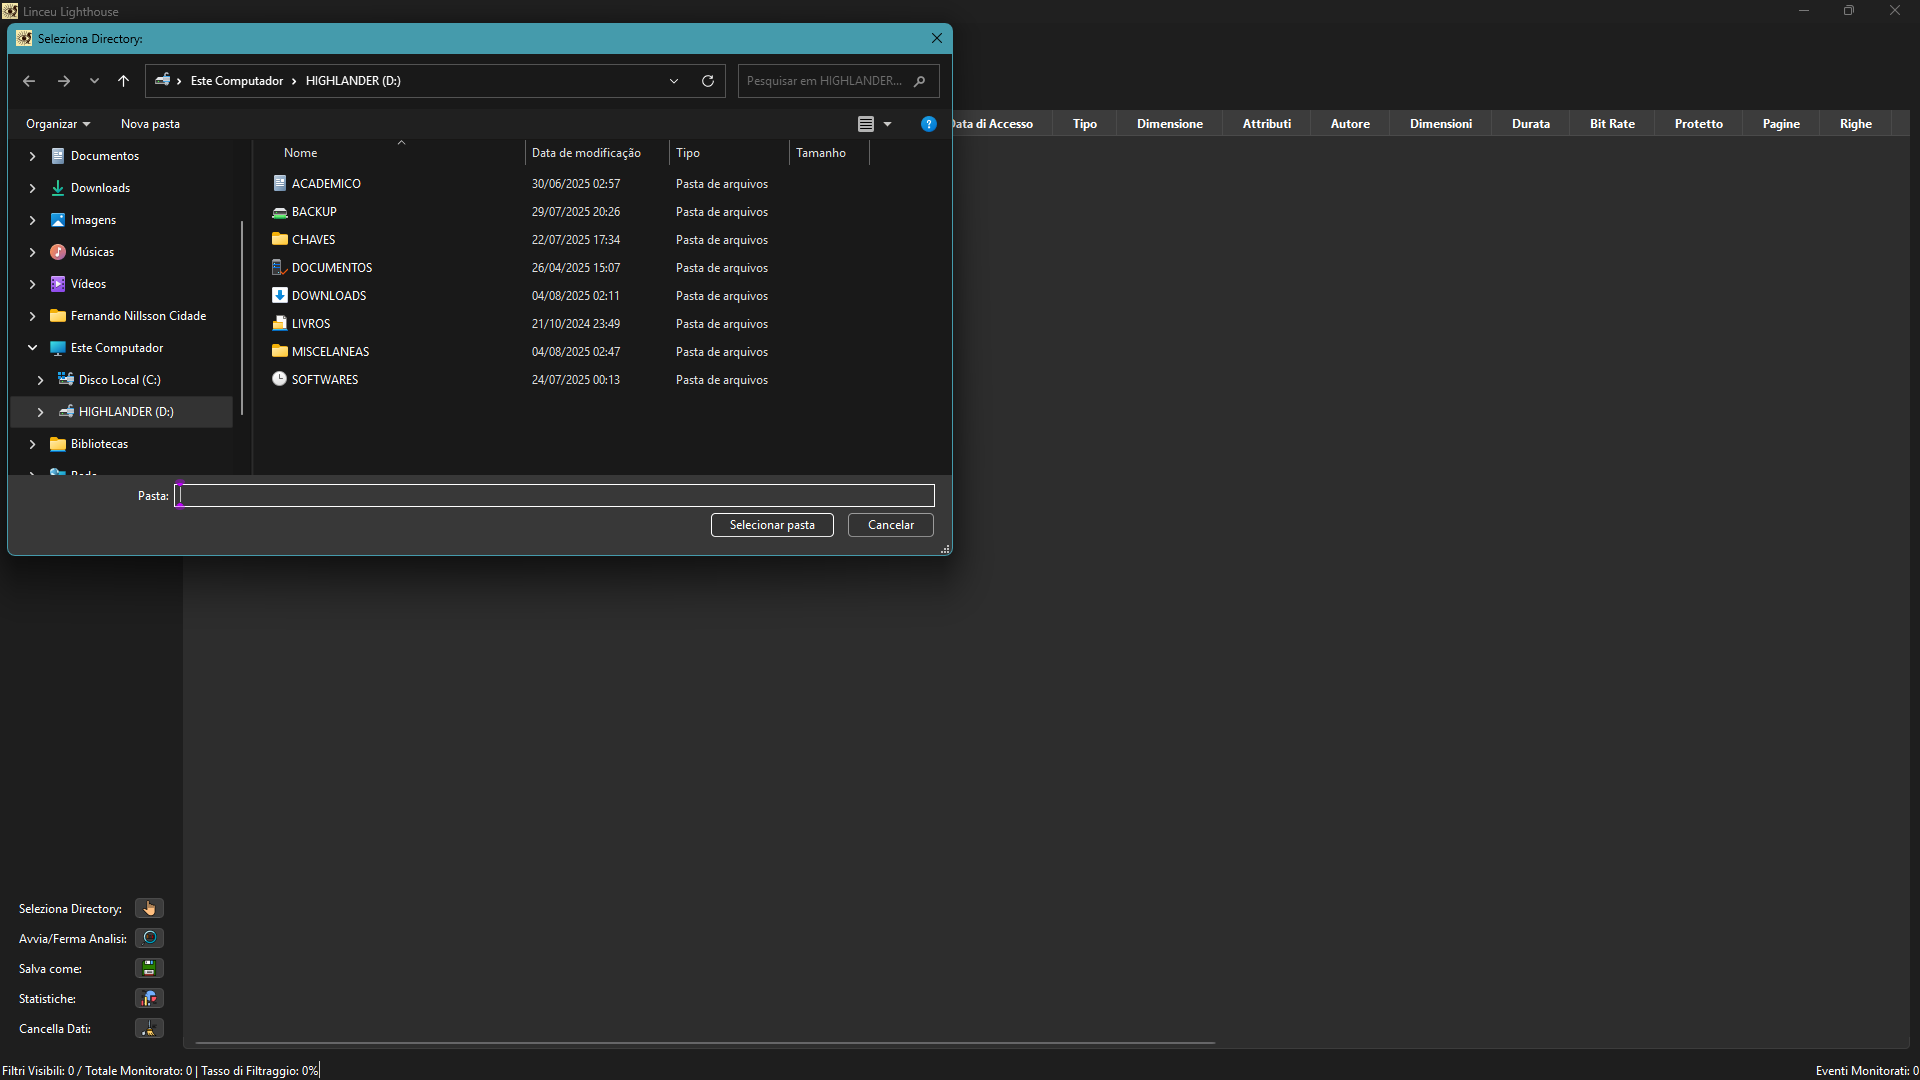 Linceu Lighthouse
Seleziona Directory:
Este Computador
HIGHLANDER (D:)
Pesquisar em HIGHLANDER...
Organizar
Nova pasta
Documentos
Downloads
Imagens
Músicas
Vídeos
Fernando Nillsson Cidade
Este Computador
Disco Local (C:)
HIGHLANDER (D:)
Bibliotecas
Nome Data de modificação Tipo Tamanho
ACADEMICO 30/06/2025 02:57 Pasta de arquivos
BACKUP 29/07/2025 20:26 Pasta de arquivos
CHAVES 22/07/2025 17:34 Pasta de arquivos
DOCUMENTOS 26/04/2025 15:07 Pasta de arquivos
DOWNLOADS 04/08/2025 02:11 Pasta de arquivos
LIVROS 21/10/2024 23:49 Pasta de arquivos
MISCELANEAS 04/08/2025 02:47 Pasta de arquivos
SOFTWARES 24/07/2025 00:13 Pasta de arquivos
Pasta:
Selecionar pasta Cancelar
Data di Accesso Tipo Dimensione Attributi Autore Dimensioni Durata Bit Rate Protetto Pagine Righe
Seleziona Directory:
Avvia/Ferma Analisi:
Salva come:
Statistiche:
Cancella Dati:
Filtri Visibili: 0 / Totale Monitorato: 0 | Tasso di Filtraggio: 0%
Eventi Monitorati: 0